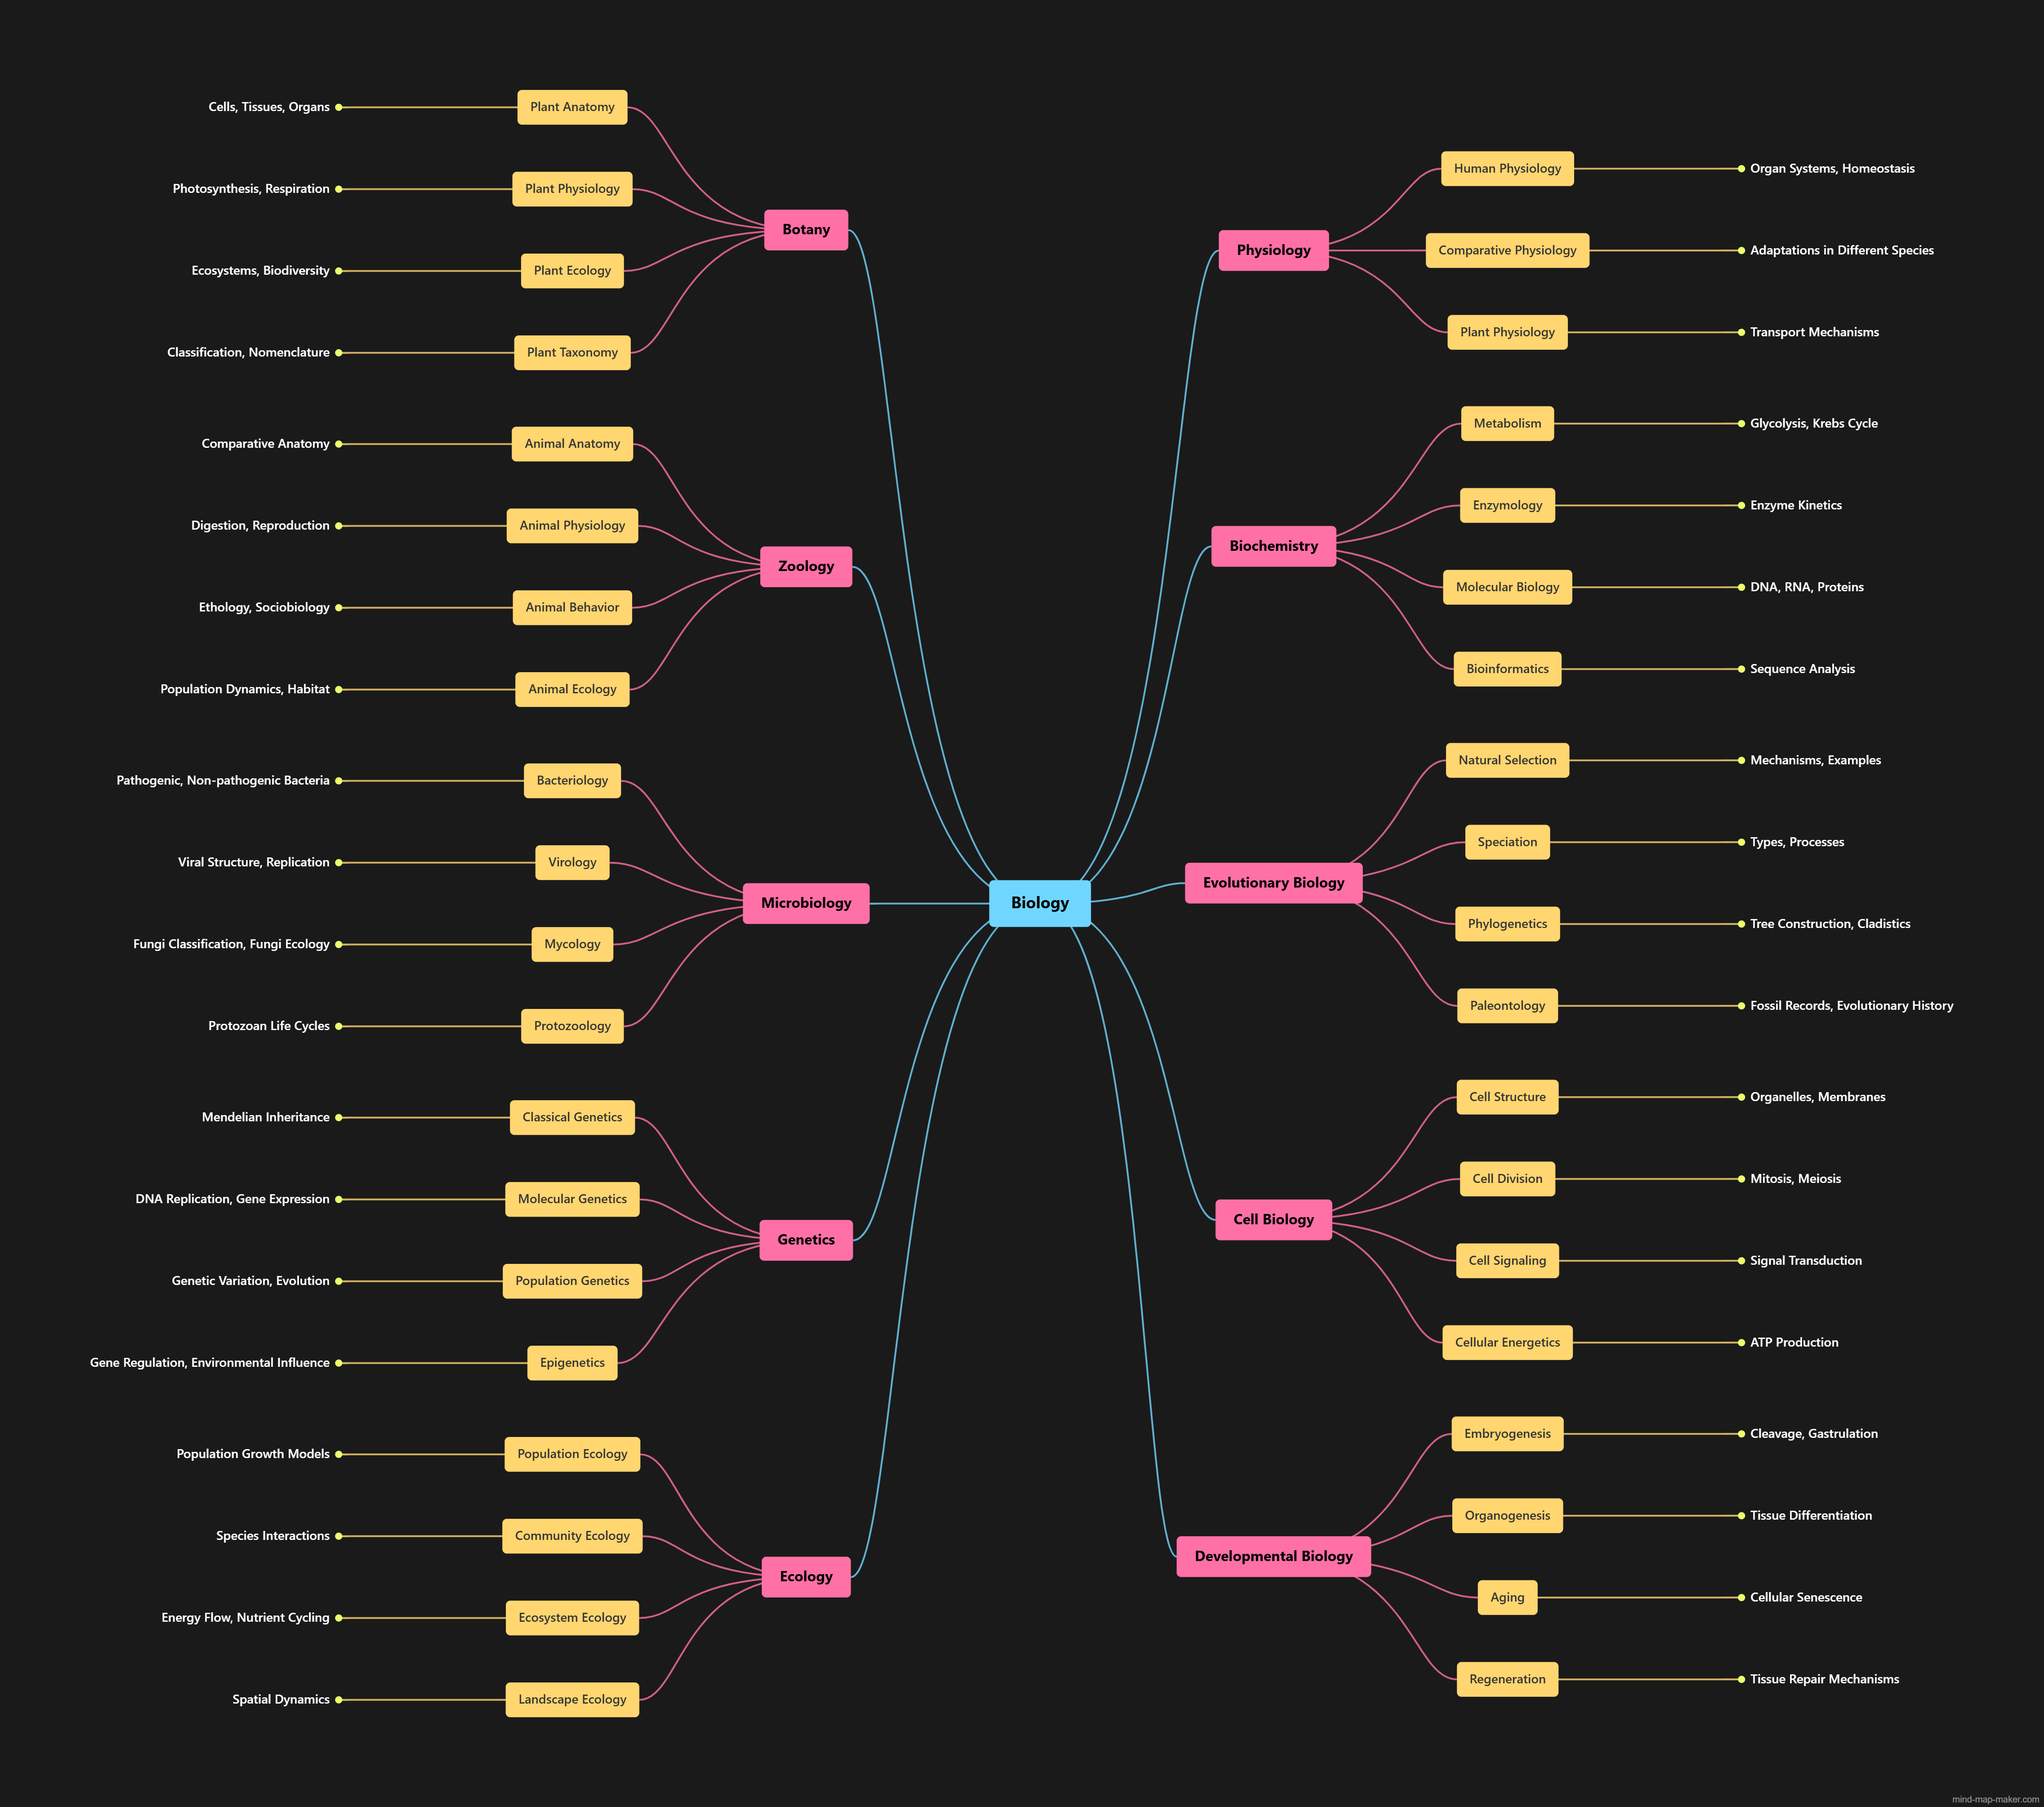 Biology
Botany
Plant Anatomy
Cells, Tissues, Organs
Plant Physiology
Photosynthesis, Respiration
Plant Ecology
Ecosystems, Biodiversity
Plant Taxonomy
Classification, Nomenclature
Zoology
Animal Anatomy
Comparative Anatomy
Animal Physiology
Digestion, Reproduction
Animal Behavior
Ethology, Sociobiology
Animal Ecology
Population Dynamics, Habitat
Microbiology
Bacteriology
Pathogenic, Non-pathogenic Bacteria
Virology
Viral Structure, Replication
Mycology
Fungi Classification, Fungi Ecology
Protozoology
Protozoan Life Cycles
Genetics
Classical Genetics
Mendelian Inheritance
Molecular Genetics
DNA Replication, Gene Expression
Population Genetics
Genetic Variation, Evolution
Epigenetics
Gene Regulation, Environmental Influence
Ecology
Population Ecology
Population Growth Models
Community Ecology
Species Interactions
Ecosystem Ecology
Energy Flow, Nutrient Cycling
Landscape Ecology
Spatial Dynamics
Physiology
Human Physiology
Organ Systems, Homeostasis
Comparative Physiology
Adaptations in Different Species
Plant Physiology
Transport Mechanisms
Biochemistry
Metabolism
Glycolysis, Krebs Cycle
Enzymology
Enzyme Kinetics
Molecular Biology
DNA, RNA, Proteins
Bioinformatics
Sequence Analysis
Evolutionary Biology
Natural Selection
Mechanisms, Examples
Speciation
Types, Processes
Phylogenetics
Tree Construction, Cladistics
Paleontology
Fossil Records, Evolutionary History
Cell Biology
Cell Structure
Organelles, Membranes
Cell Division
Mitosis, Meiosis
Cell Signaling
Signal Transduction
Cellular Energetics
ATP Production
Developmental Biology
Embryogenesis
Cleavage, Gastrulation
Organogenesis
Tissue Differentiation
Aging
Cellular Senescence
Regeneration
Tissue Repair Mechanisms
mind-map-maker.com